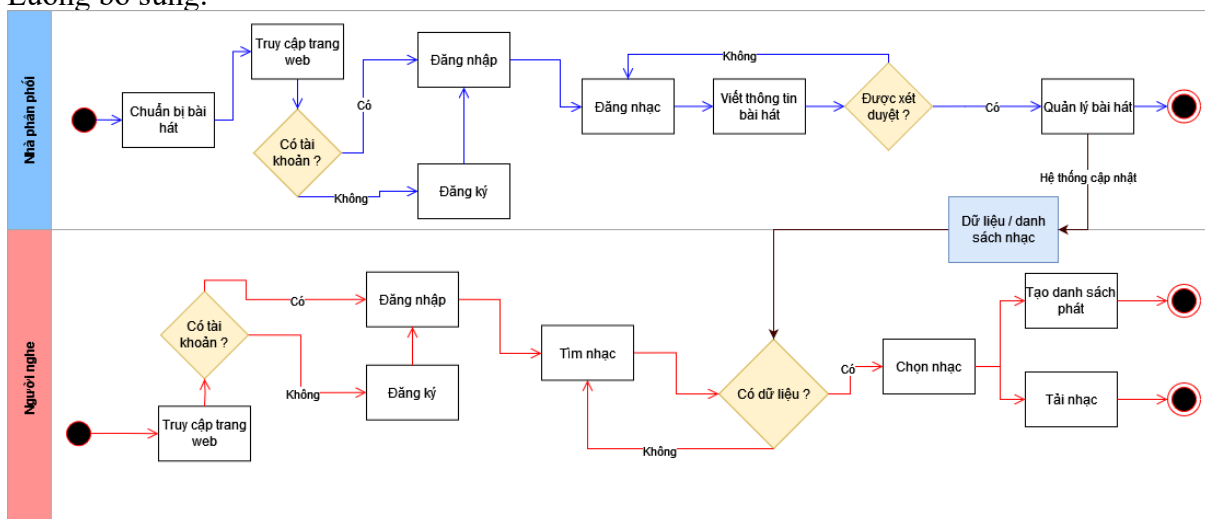 Luồng bổ sung:
Nhà phân phối
Chuẩn bị bài
hát
Truy cập trang
web
Có tài
khoản ?
Có
Không
Đăng nhập
Đăng ký
Đăng nhạc
Viết thông tin
bài hát
Không
Được xét
duyệt ?
Có
Quản lý bài hát
Hệ thống cập nhật
Dữ liệu / danh
sách nhạc
Người nghe
Truy cập trang
web
Có tài
khoản ?
Có
Không
Đăng nhập
Đăng ký
Tìm nhạc
Có dữ liệu ?
Không
Có
Chọn nhạc
Tạo danh sách
phát
Tải nhạc